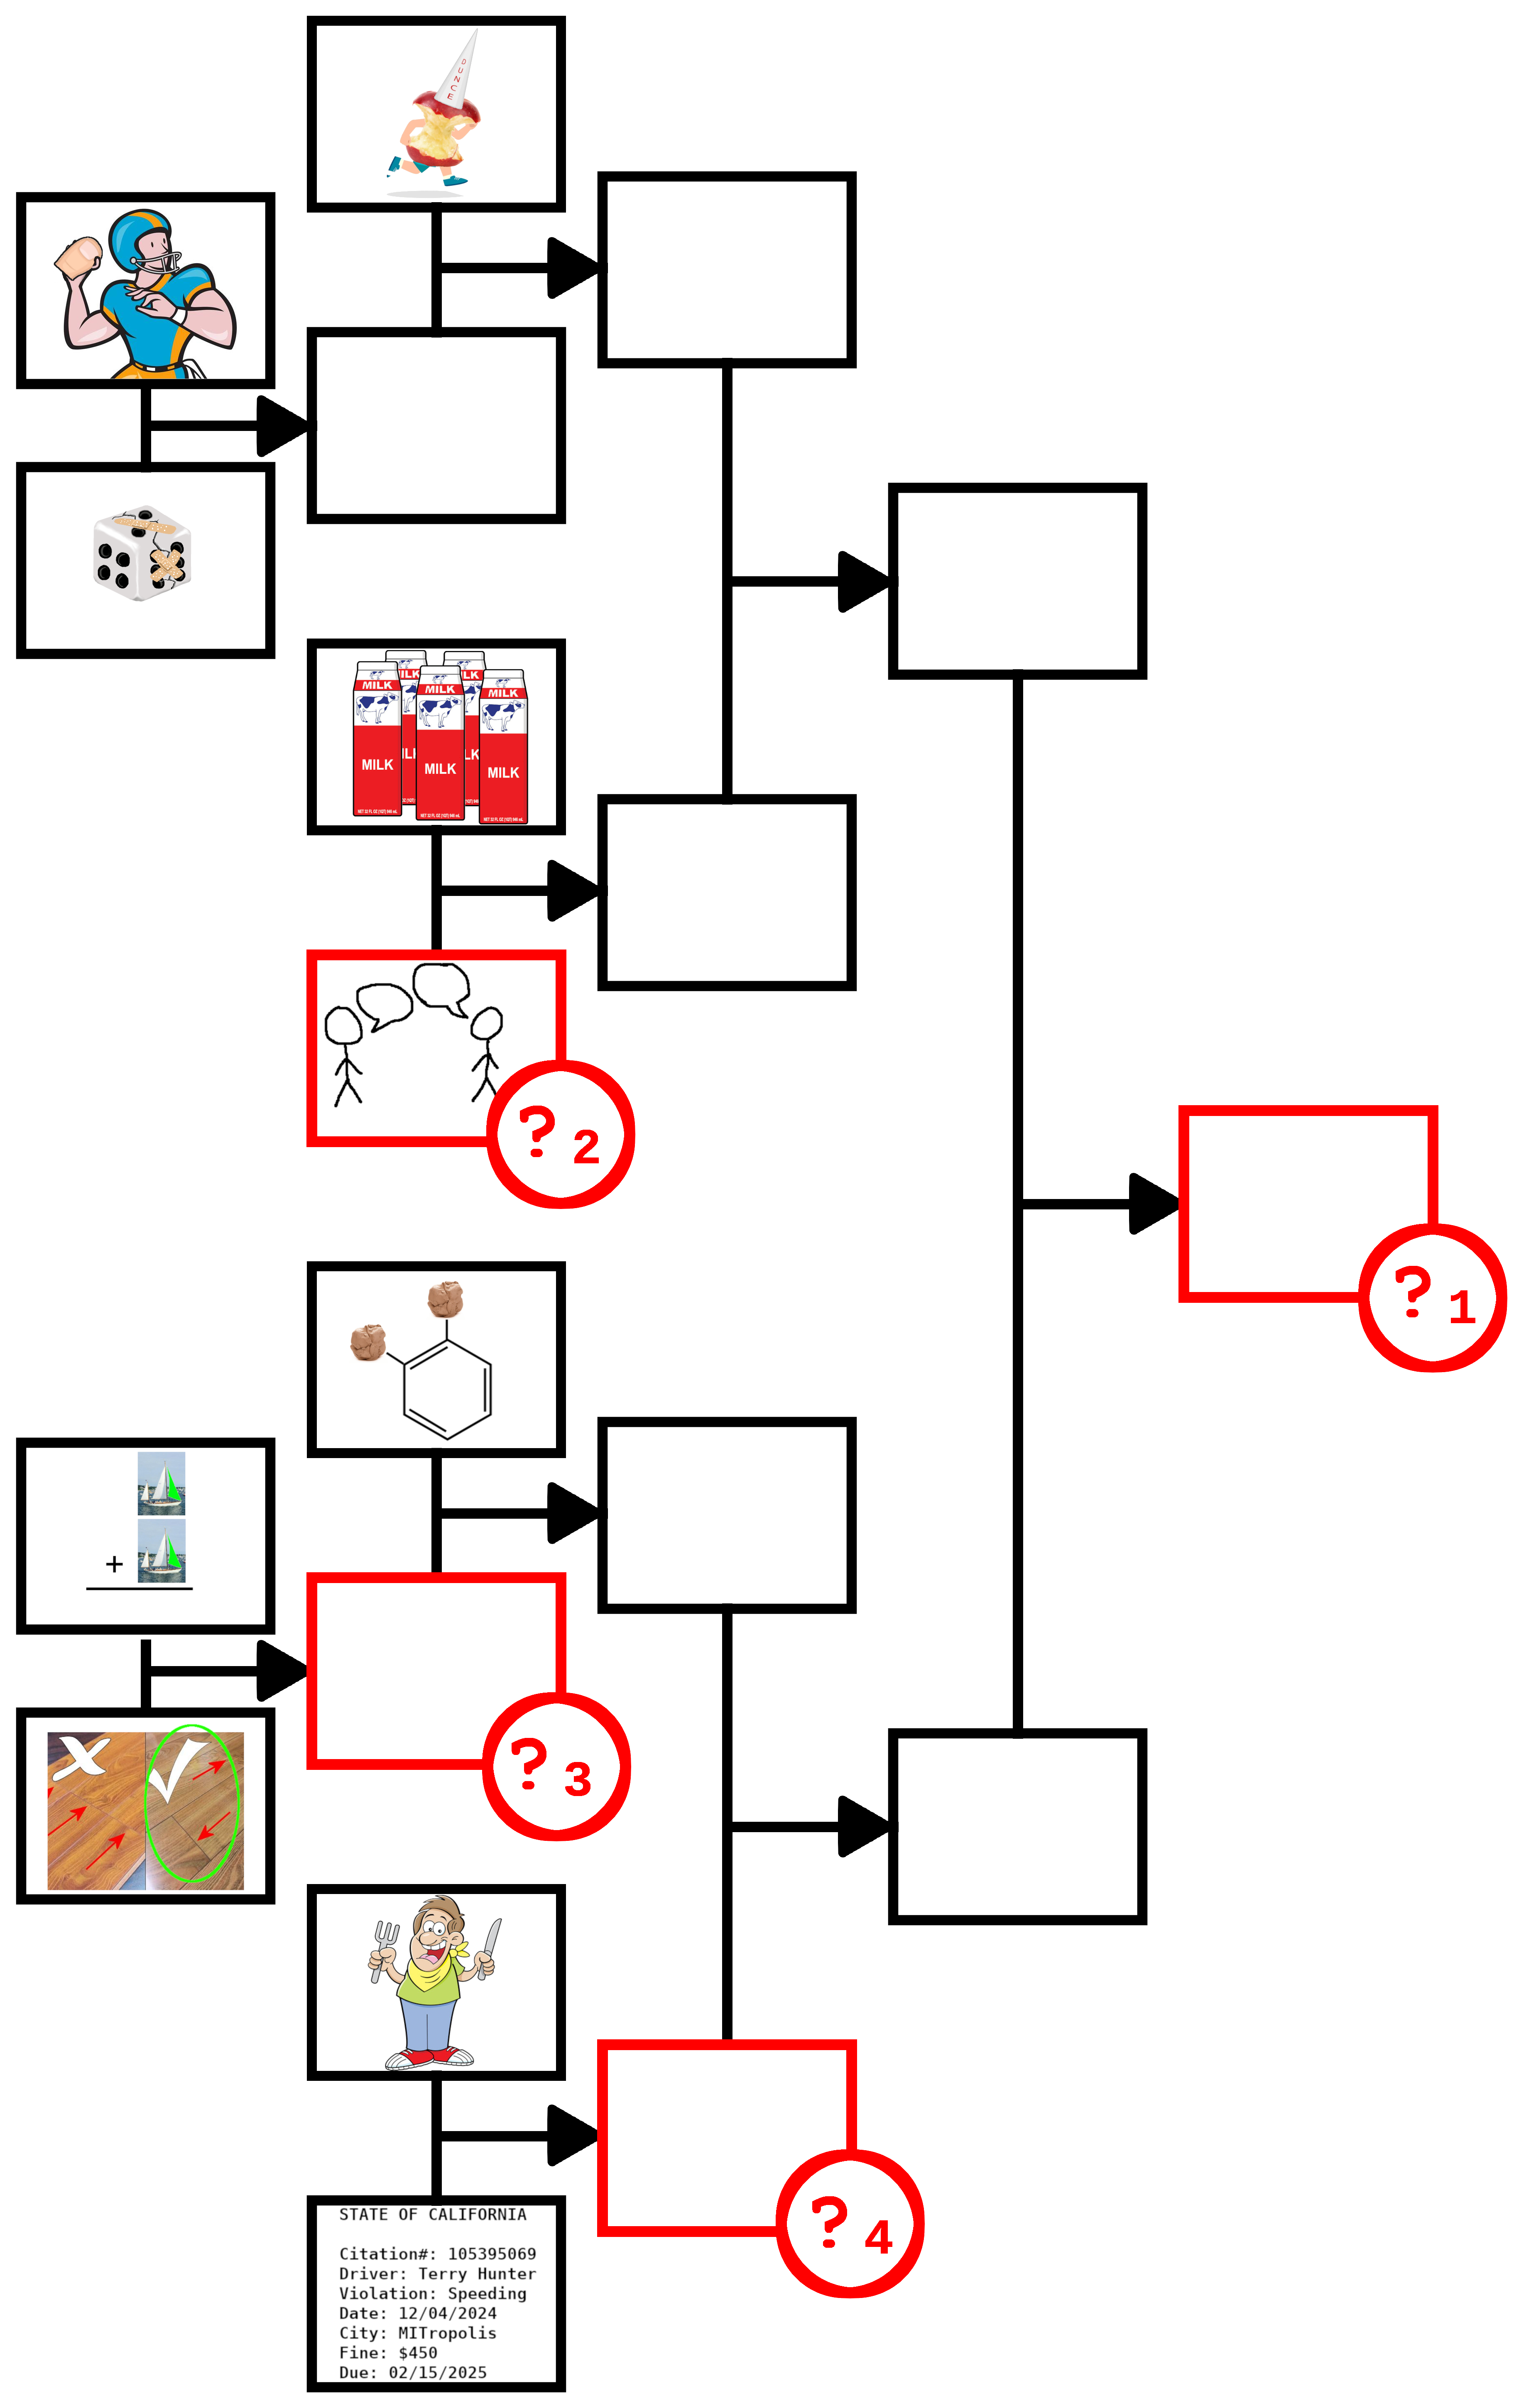 DUNCE
MILK
MILK
MILK
MILK
MILK
MILK
? 2
? 1
+
? 3
? 4
STATE OF CALIFORNIA
Citation#: 105395069
Driver: Terry Hunter
Violation: Speeding
Date: 12/04/2024
City: MITropolis
Fine: $450
Due: 02/15/2025